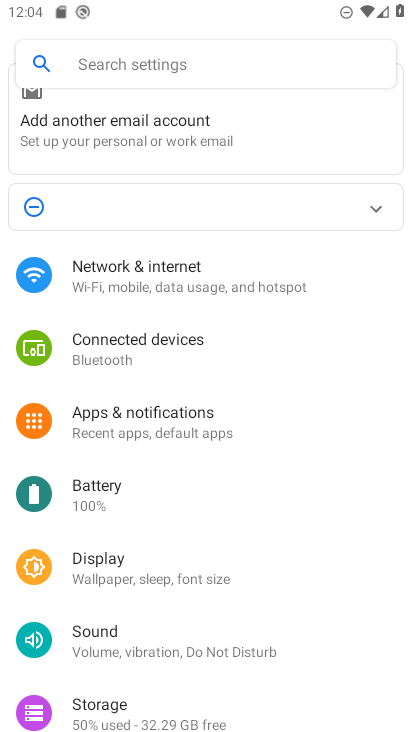 12:04
Search settings
Add another email account
Set up your personal or work email
Network & internet
Wi-Fi, mobile, data usage, and hotspot
Connected devices
Bluetooth
Apps & notifications
Recent apps, default apps
Battery
100%
Display
Wallpaper, sleep, font size
Sound
Volume, vibration, Do Not Disturb
Storage
50% used - 32.29 GB free